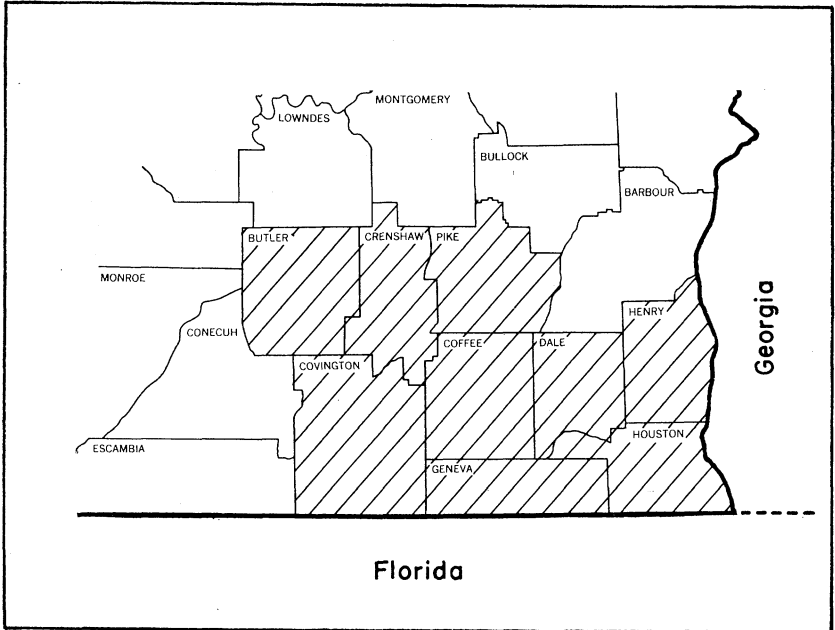 MONTGOMERY
LOWNDES
BULLOCK
BARBOUR
BUTLER
CRENSHAW
PIKE
MONROE
HENRY
CONECUH
COFFEE
DALE
COVINGTON
Georgia
HOUSTON
ESCAMBIA
GENEVA
Florida